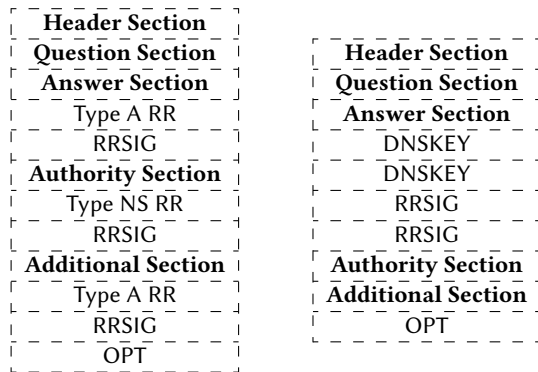 Header Section
Question Section
Answer Section
Type A RR
RRSIG
Authority Section
Type NS RR
RRSIG
Additional Section
Type A RR
RRSIG
OPT
Header Section
Question Section
Answer Section
DNSKEY
DNSKEY
RRSIG
RRSIG
Authority Section
Additional Section
OPT